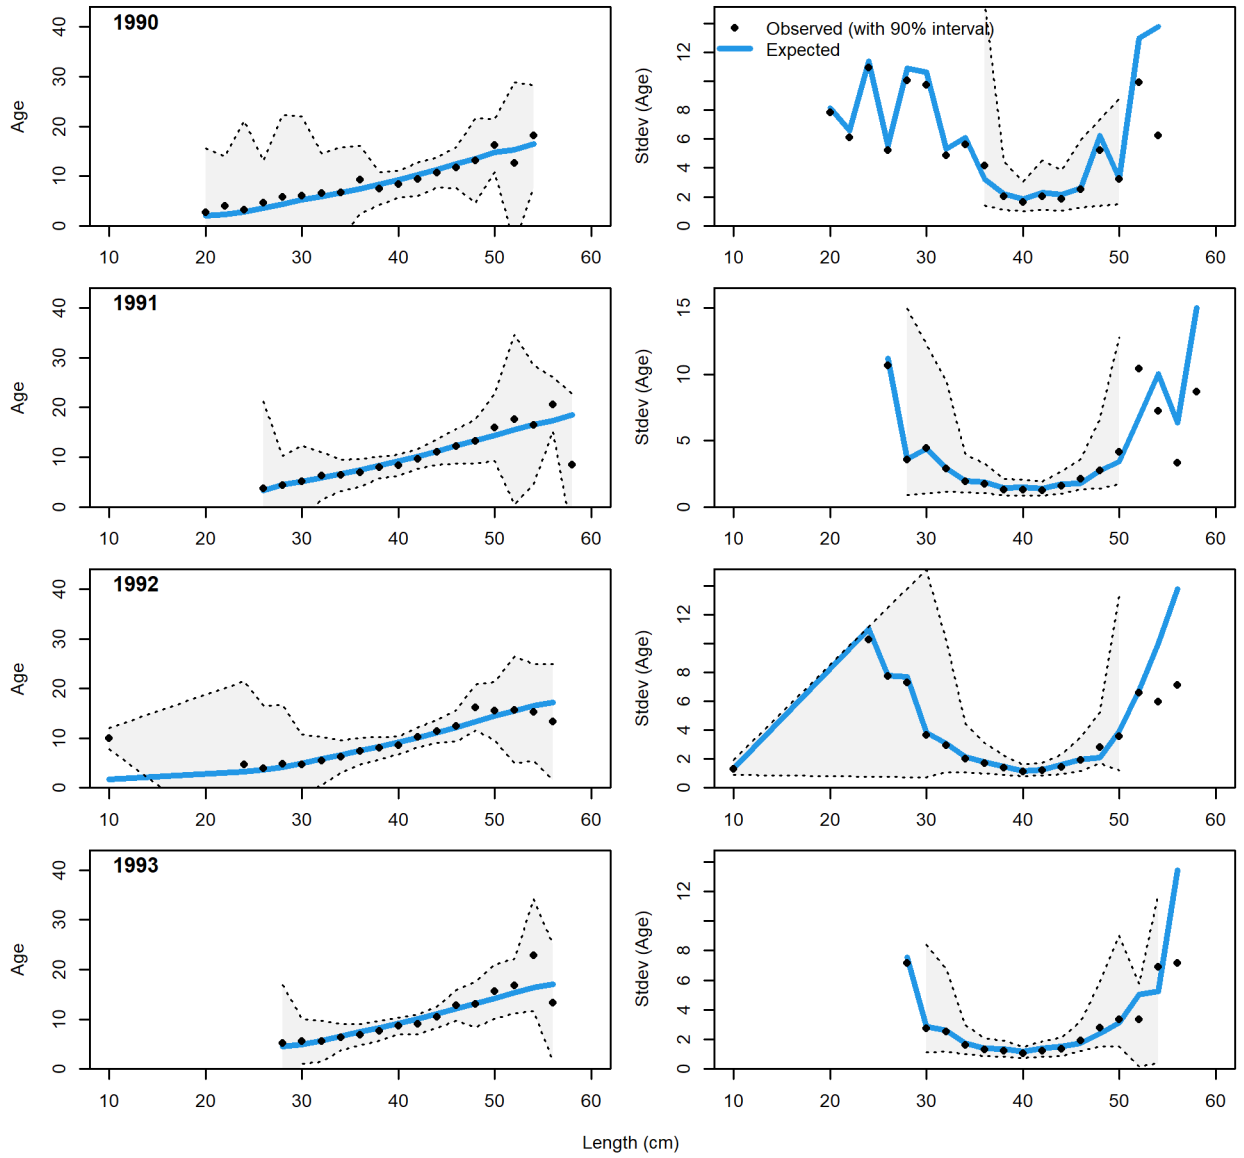 1990
Age
0 10 20 30 40
10 20 30 40 50 60
Observed (with 90% interval)
Expected
Stdev (Age)
0 2 4 6 8 12
10 20 30 40 50 60
1991
Age
0 10 20 30 40
10 20 30 40 50 60
Stdev (Age)
0 5 10 15
10 20 30 40 50 60
1992
Age
0 10 20 30 40
10 20 30 40 50 60
Stdev (Age)
0 2 4 6 8 12
10 20 30 40 50 60
1993
Age
0 10 20 30 40
10 20 30 40 50 60
Stdev (Age)
0 2 4 6 8 12
10 20 30 40 50 60
Length (cm)